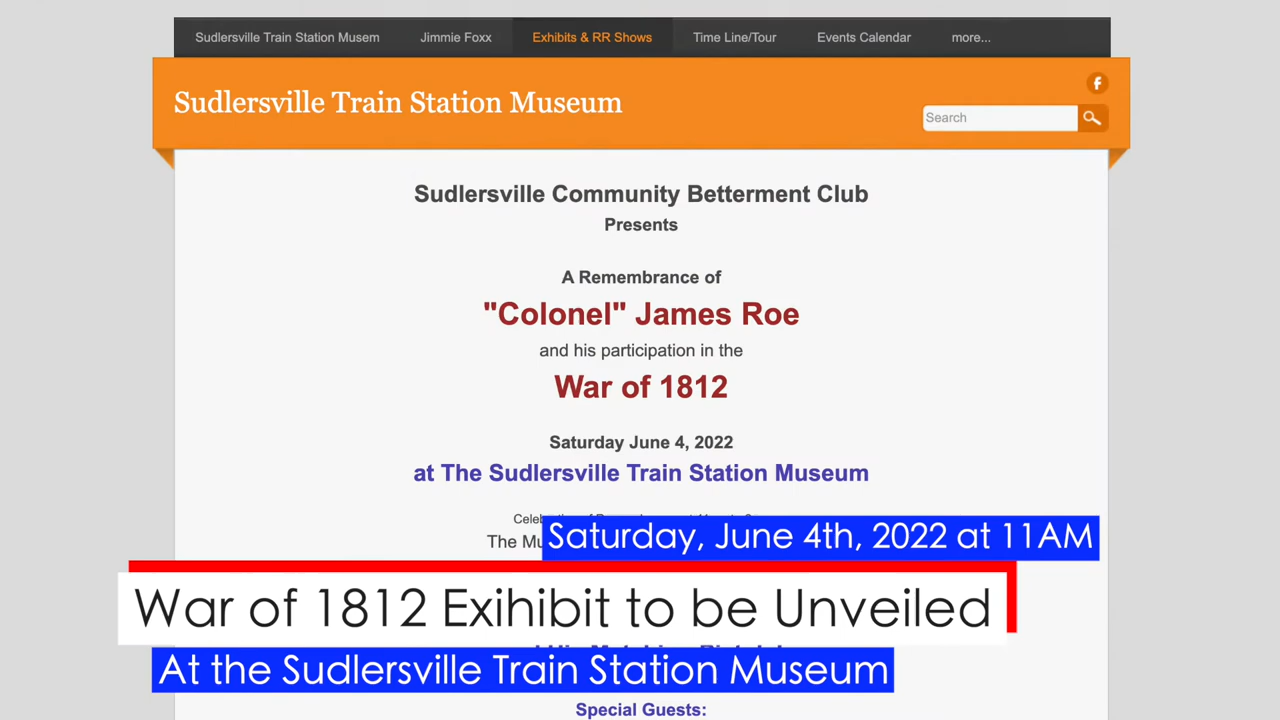 Sudlersville Train Station Musem Jimmie Foxx Exhibits & RR Shows Time Line/Tour Events Calendar more...
Sudlersville Train Station Museum
f
Search
Sudlersville Community Betterment Club
Presents
A Remembrance of
"Colonel" James Roe
and his participation in the
War of 1812
Saturday June 4, 2022
at The Sudlersville Train Station Museum
The
Saturday, June 4th, 2022 at 11AM
War of 1812 Exihibit to be Unveiled
At the Sudlersville Train Station Museum
Special Guests: